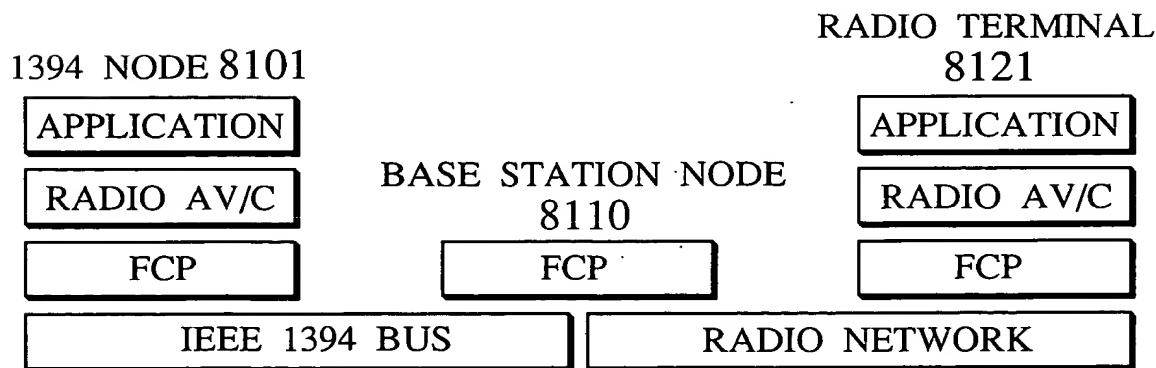 RADIO TERMINAL
8121
1394 NODE 8101
APPLICATION
APPLICATION
BASE STATION NODE
8110
RADIO AV/C
RADIO AV/C
FCP
FCP
FCP
IEEE 1394 BUS
RADIO NETWORK